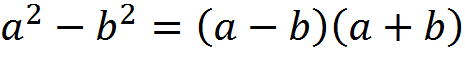 a² − b² = (a − b)(a + b)